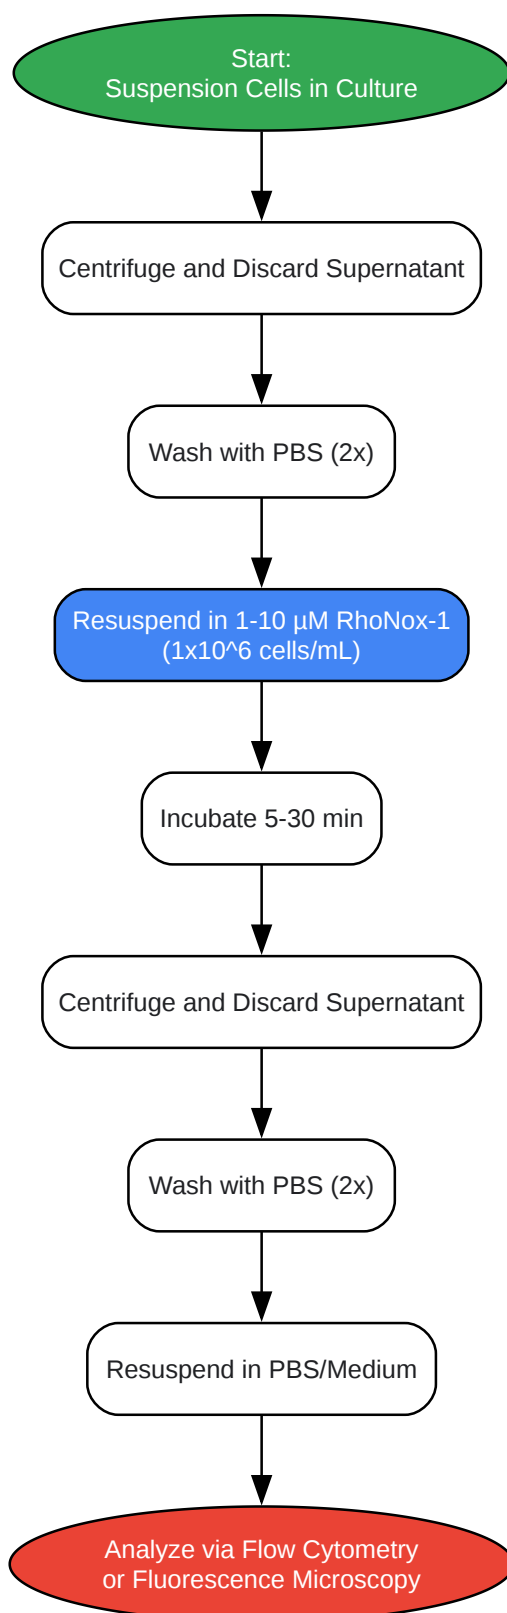 Start:
Suspension Cells in Culture
Centrifuge and Discard Supernatant
Wash with PBS (2x)
Resuspend in 1-10 µM RhoNox-1
(1x10^6 cells/mL)
Incubate 5-30 min
Centrifuge and Discard Supernatant
Wash with PBS (2x)
Resuspend in PBS/Medium
Analyze via Flow Cytometry
or Fluorescence Microscopy